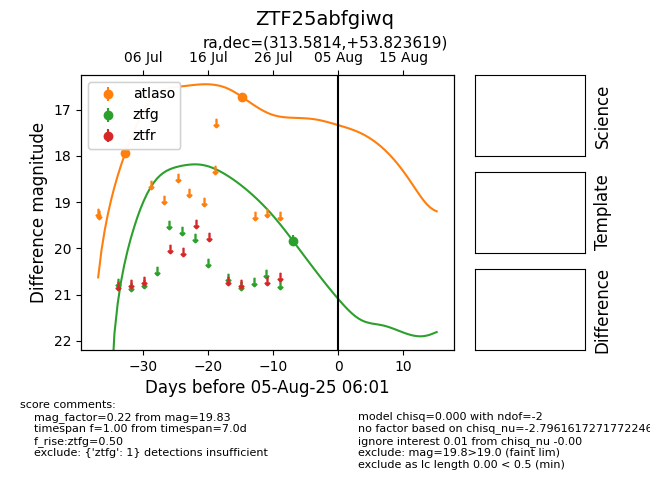 ZTF25abfgiwq
ra,dec=(313.5814,+53.823619)
06 Jul 16 Jul 26 Jul 05 Aug 15 Aug
atlaso
ztfg
ztfr
17
18
19
20
21
22
Difference magnitude
−30 −20 −10 0 10
Days before 05-Aug-25 06:01
Science
Template
Difference
score comments:
mag_factor=0.22 from mag=19.83
timespan f=1.00 from timespan=7.0d
f_rise:ztfg=0.50
exclude: {'ztfg': 1} detections insufficient
model chisq=0.000 with ndof=-2
no factor based on chisq_nu=-2.7961617271772246
ignore interest 0.01 from chisq_nu -0.00
exclude: mag=19.8>19.0 (faint lim)
exclude as lc length 0.00 < 0.5 (min)